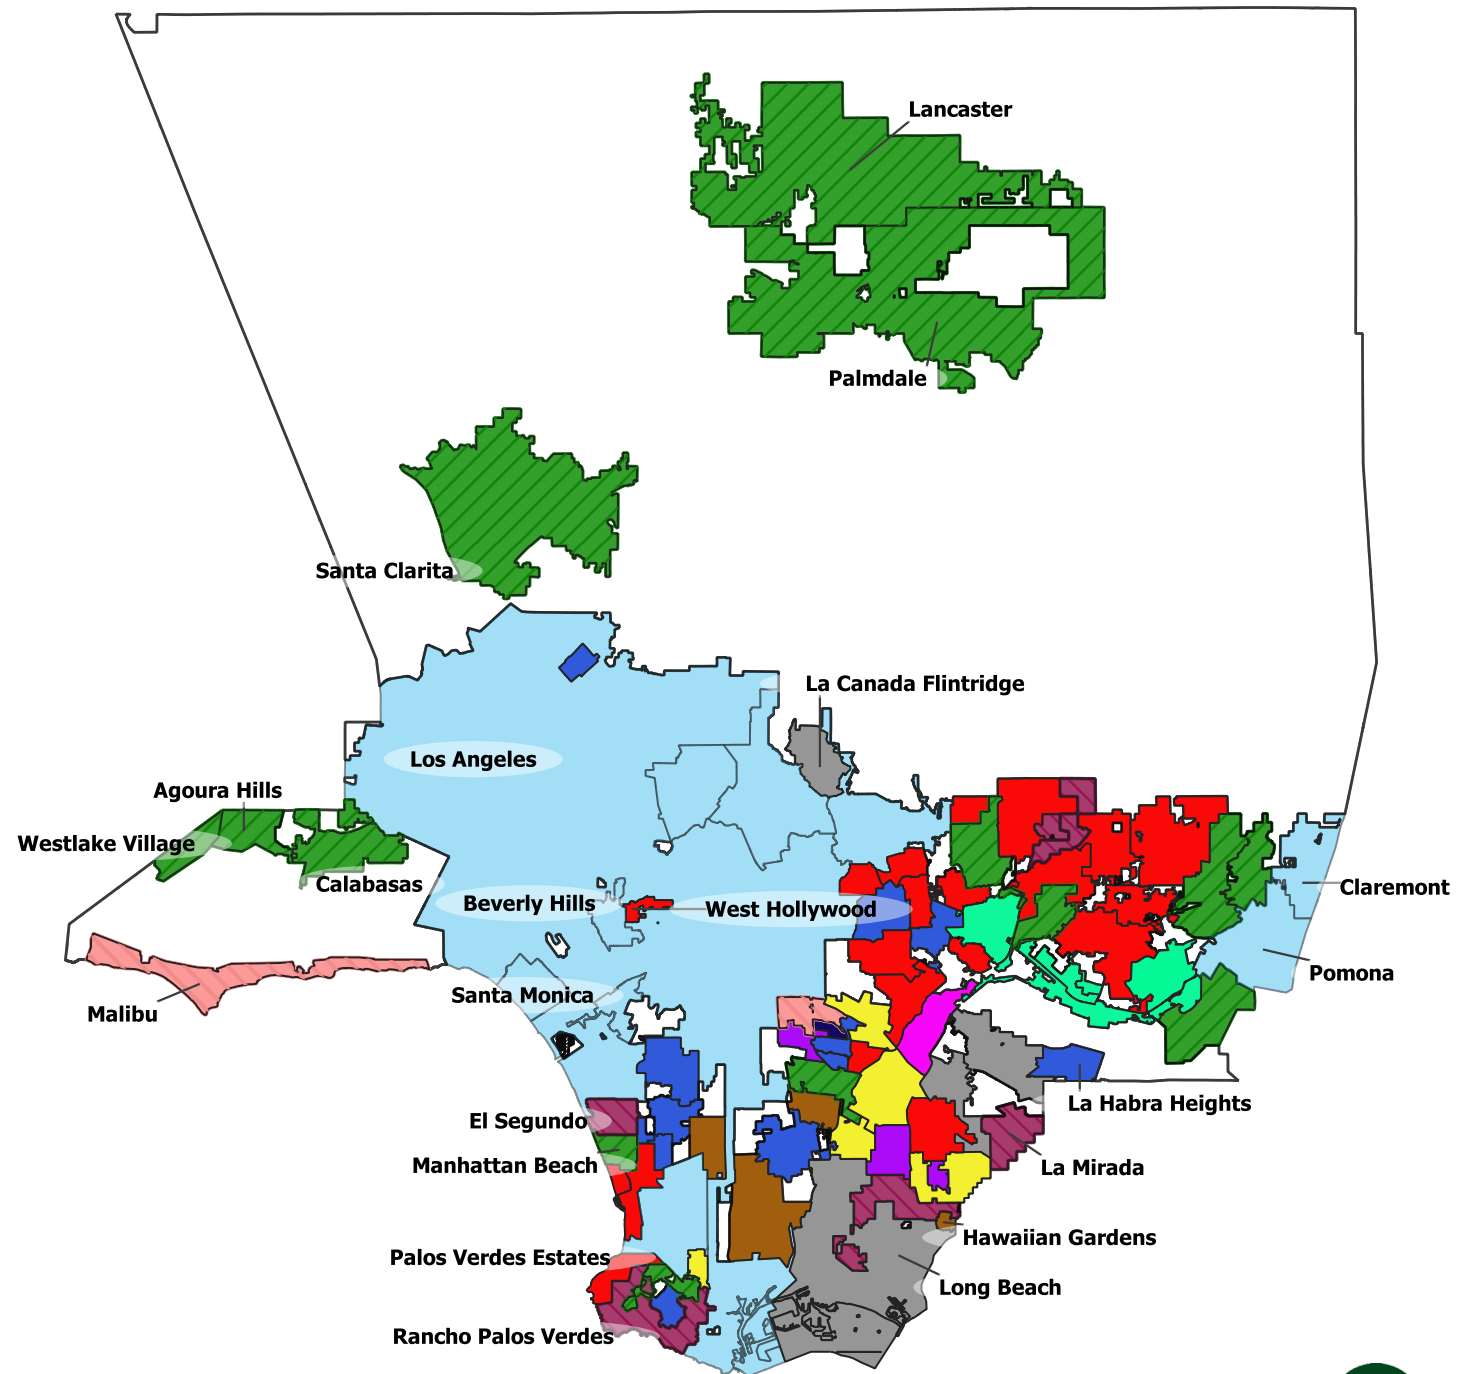 Lancaster
Palmdale
Santa Clarita
La Canada Flintridge
Los Angeles
Agoura Hills
Westlake Village
Calabasas
Claremont
Beverly Hills
West Hollywood
Pomona
Santa Monica
Malibu
La Habra Heights
El Segundo
Manhattan Beach
La Mirada
Hawaiian Gardens
Palos Verdes Estates
Long Beach
Rancho Palos Verdes